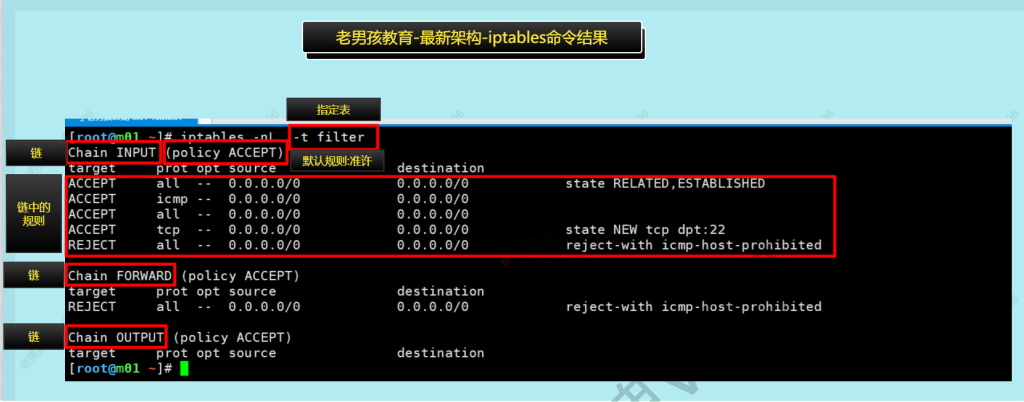 老男孩教育-最新架构-iptables命令结果
指定表
[root@m01 ~]# iptables -nL -t filter
链
Chain INPUT (policy ACCEPT)
默认规则:准许
target prot opt source destination
链中的
规则
ACCEPT all -- 0.0.0.0/0 0.0.0.0/0 state RELATED,ESTABLISHED
ACCEPT icmp -- 0.0.0.0/0 0.0.0.0/0
ACCEPT all -- 0.0.0.0/0 0.0.0.0/0
ACCEPT tcp -- 0.0.0.0/0 0.0.0.0/0 state NEW tcp dpt:22
REJECT all -- 0.0.0.0/0 0.0.0.0/0 reject-with icmp-host-prohibited
链
Chain FORWARD (policy ACCEPT)
target prot opt source destination
REJECT all -- 0.0.0.0/0 0.0.0.0/0 reject-with icmp-host-prohibited
链
Chain OUTPUT (policy ACCEPT)
target prot opt source destination
[root@m01 ~]#